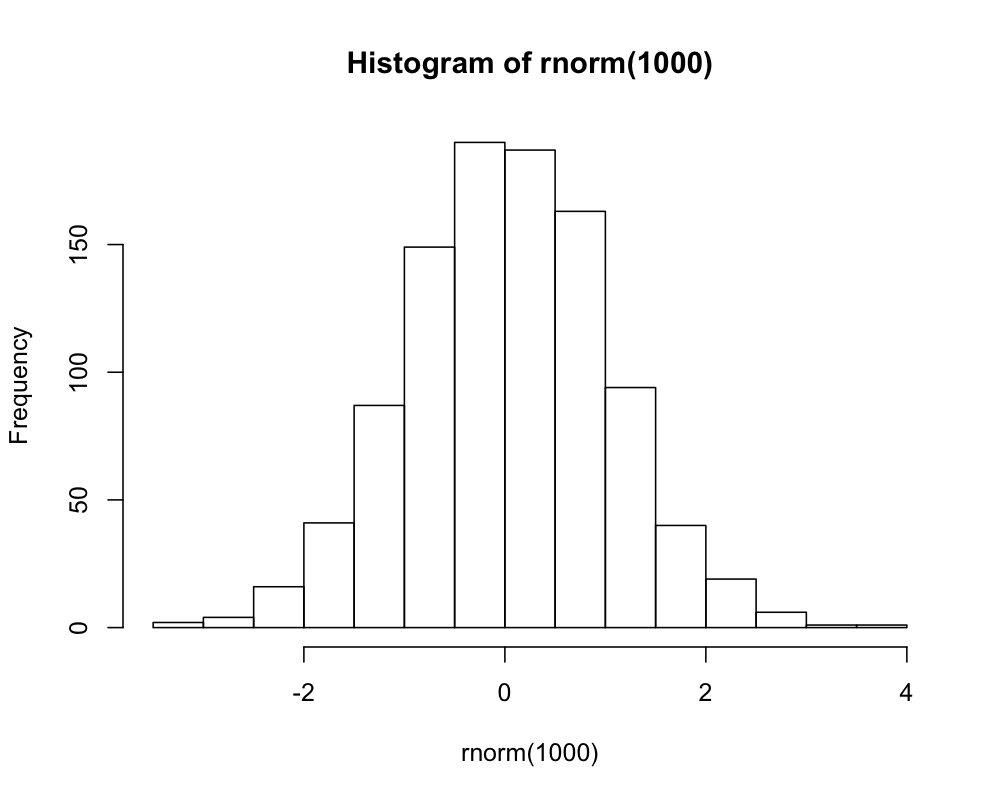 Histogram of rnorm(1000)
Frequency
150
100
50
0
-2 0 2 4
rnorm(1000)